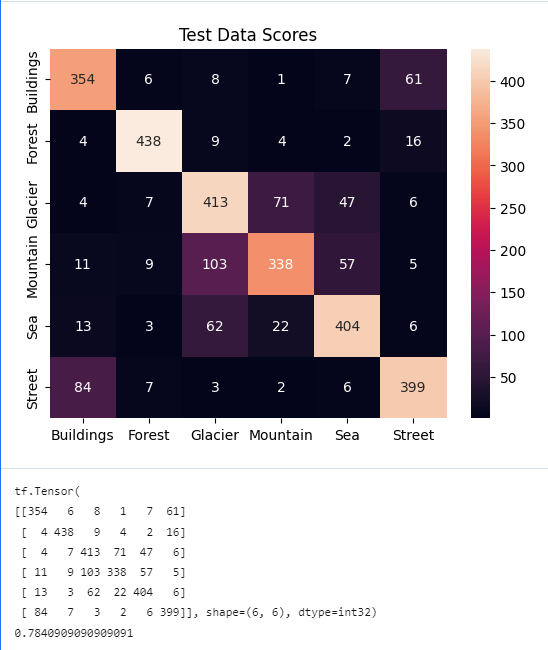 Test Data Scores
Buildings 354 6 8 1 7 61
Forest 4 438 9 4 2 16
Glacier 4 7 413 71 47 6
Mountain 11 9 103 338 57 5
Sea 13 3 62 22 404 6
Street 84 7 3 2 6 399
Buildings Forest Glacier Mountain Sea Street
400
350
300
250
200
150
100
50
tf.Tensor(
[[354 6 8 1 7 61]
[ 4 438 9 4 2 16]
[ 4 7 413 71 47 6]
[ 11 9 103 338 57 5]
[ 13 3 62 22 404 6]
[ 84 7 3 2 6 399]], shape=(6, 6), dtype=int32)
0.7840909090909091